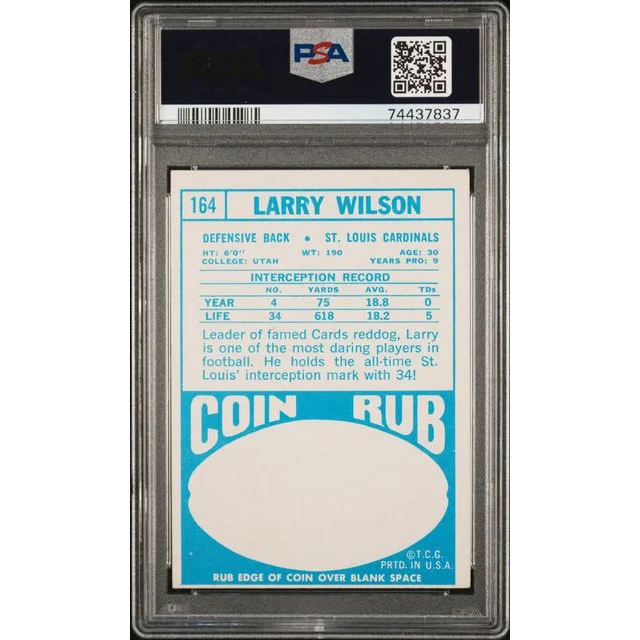 PSA
74437837
164 LARRY WILSON
DEFENSIVE BACK • ST. LOUIS CARDINALS
HT: 6'0" WT: 190 AGE: 30
COLLEGE: UTAH YEARS PRO: 9
INTERCEPTION RECORD
NO. YARDS AVG. TDs
YEAR 4 75 18.8 0
LIFE 34 618 18.2 5
Leader of famed Cards reddog, Larry
is one of the most daring players in
football. He holds the all-time St.
Louis' interception mark with 34!
COIN RUB
©T.C.G.
PRTD. IN U.S.A.
RUB EDGE OF COIN OVER BLANK SPACE